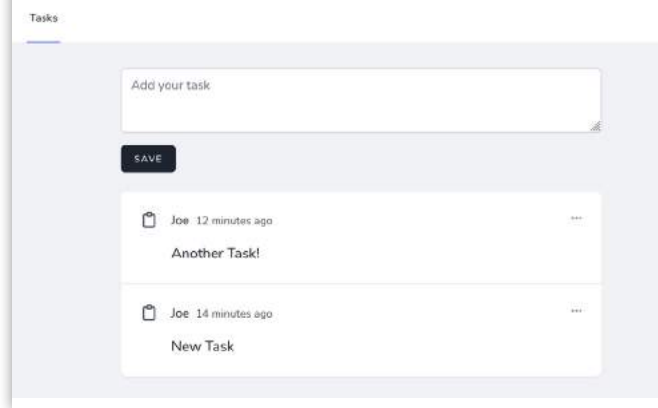 Tasks
Add your task
SAVE
Joe 12 minutes ago
Another Task!
Joe 14 minutes ago
New Task